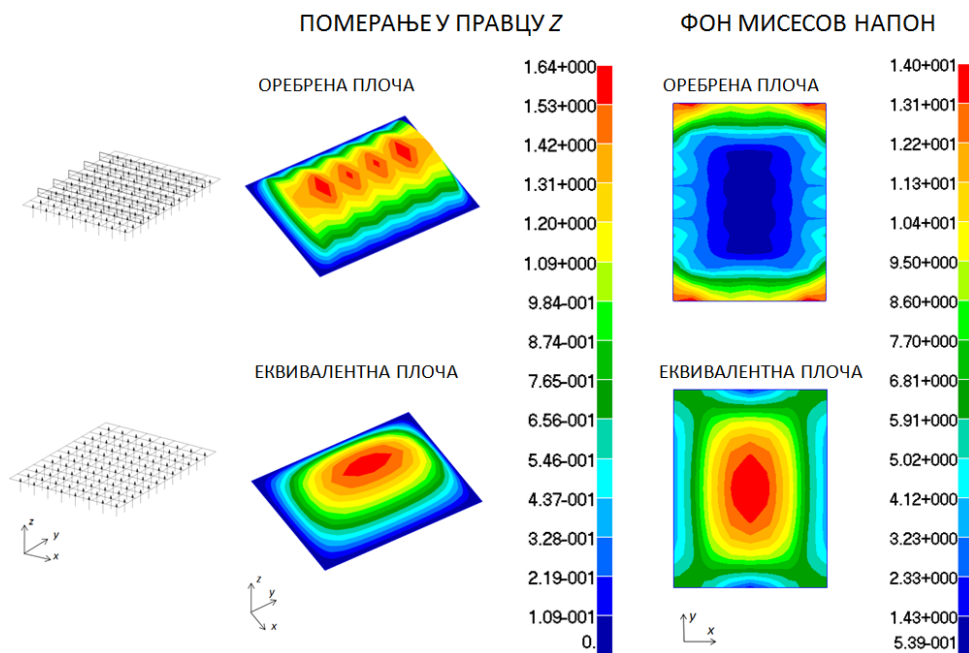 ПОМЕРАЊЕ У ПРАВЦУ Z
ФОН МИСЕСОВ НАПОН
ОРЕБРЕНА ПЛОЧА
1.64+000
1.53+000
1.42+000
1.31+000
1.20+000
1.09+000
9.84-001
8.74-001
7.65-001
6.56-001
5.46-001
4.37-001
3.28-001
2.19-001
1.09-001
0.
ОРЕБРЕНА ПЛОЧА
1.40+001
1.31+001
1.22+001
1.13+001
1.04+001
9.50+000
8.60+000
7.70+000
6.81+000
5.91+000
5.02+000
4.12+000
3.23+000
2.33+000
1.43+000
5.39-001
ЕКВИВАЛЕНТНА ПЛОЧА
ЕКВИВАЛЕНТНА ПЛОЧА
z
y
x
z
y
x
y
x